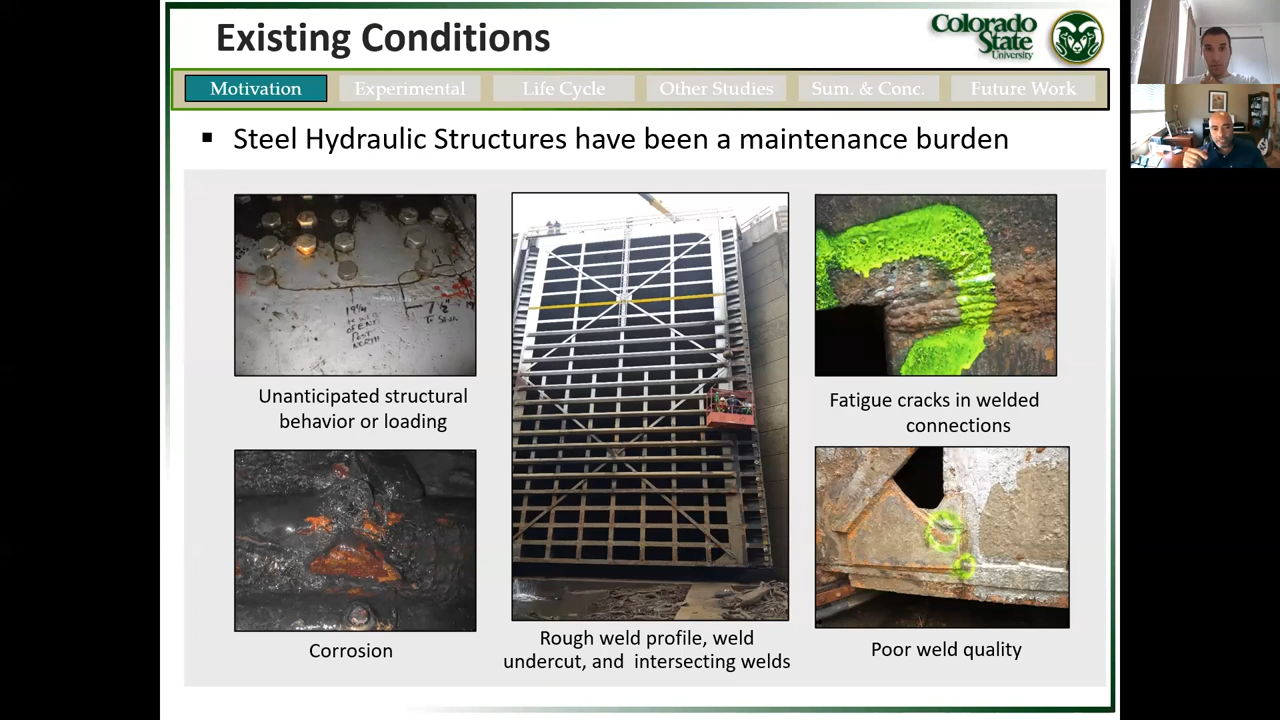 Existing Conditions
Colorado
State
University
Motivation
Experimental
Life Cycle
Other Studies
Sum. & Conc.
Future Work
▪ Steel Hydraulic Structures have been a maintenance burden
Unanticipated structural
behavior or loading
Fatigue cracks in welded
connections
Corrosion
Rough weld profile, weld
undercut, and intersecting welds
Poor weld quality